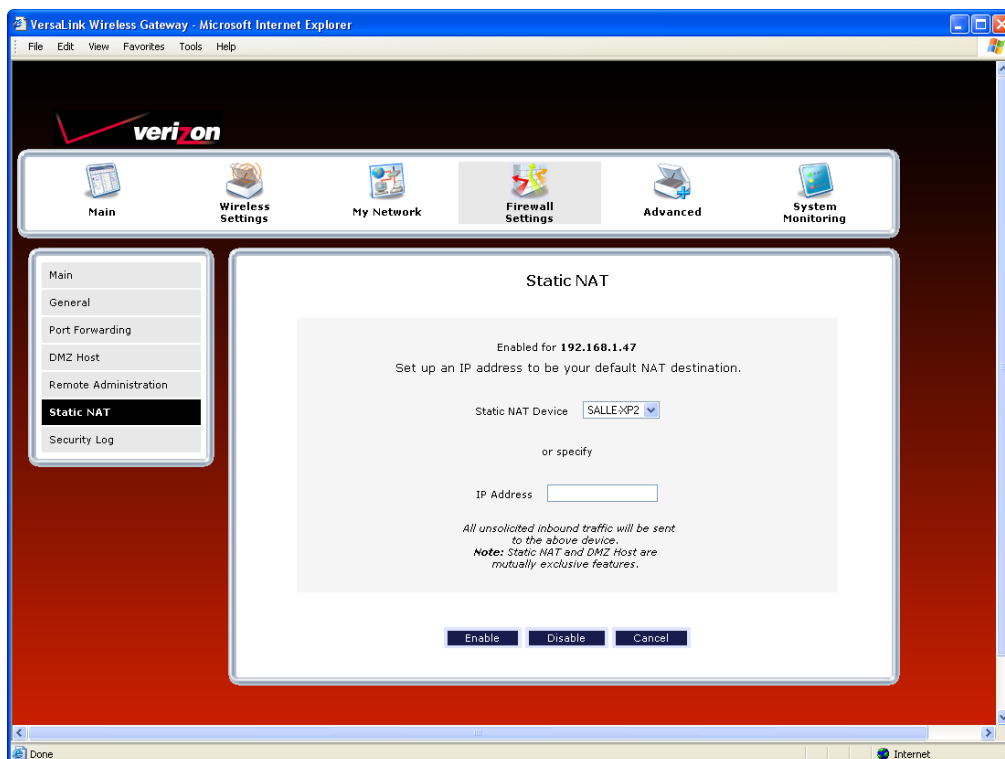 VersaLink Wireless Gateway - Microsoft Internet Explorer
File Edit View Favorites Tools Help
verizon
Main
Wireless
Settings
My Network
Firewall
Settings
Advanced
System
Monitoring
Main
General
Port Forwarding
DMZ Host
Remote Administration
Static NAT
Security Log
Static NAT
Enabled for 192.168.1.47
Set up an IP address to be your default NAT destination.
Static NAT Device SALLE-XP2
or specify
IP Address
All unsolicited inbound traffic will be sent
to the above device.
Note: Static NAT and DMZ Host are
mutually exclusive features.
Enable Disable Cancel
Done Internet